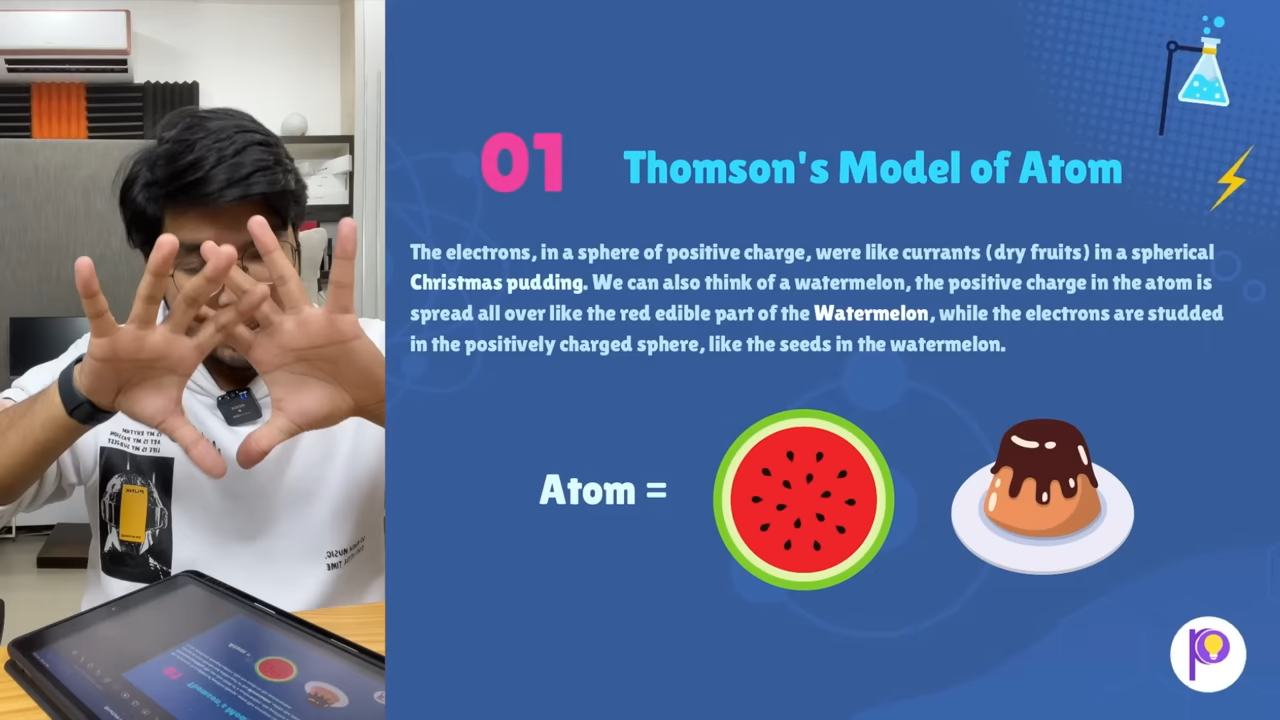 01 Thomson's Model of Atom
The electrons, in a sphere of positive charge, were like currants (dry fruits) in a spherical
Christmas pudding. We can also think of a watermelon, the positive charge in the atom is
spread all over like the red edible part of the Watermelon, while the electrons are studded
in the positively charged sphere, like the seeds in the watermelon.
Atom =